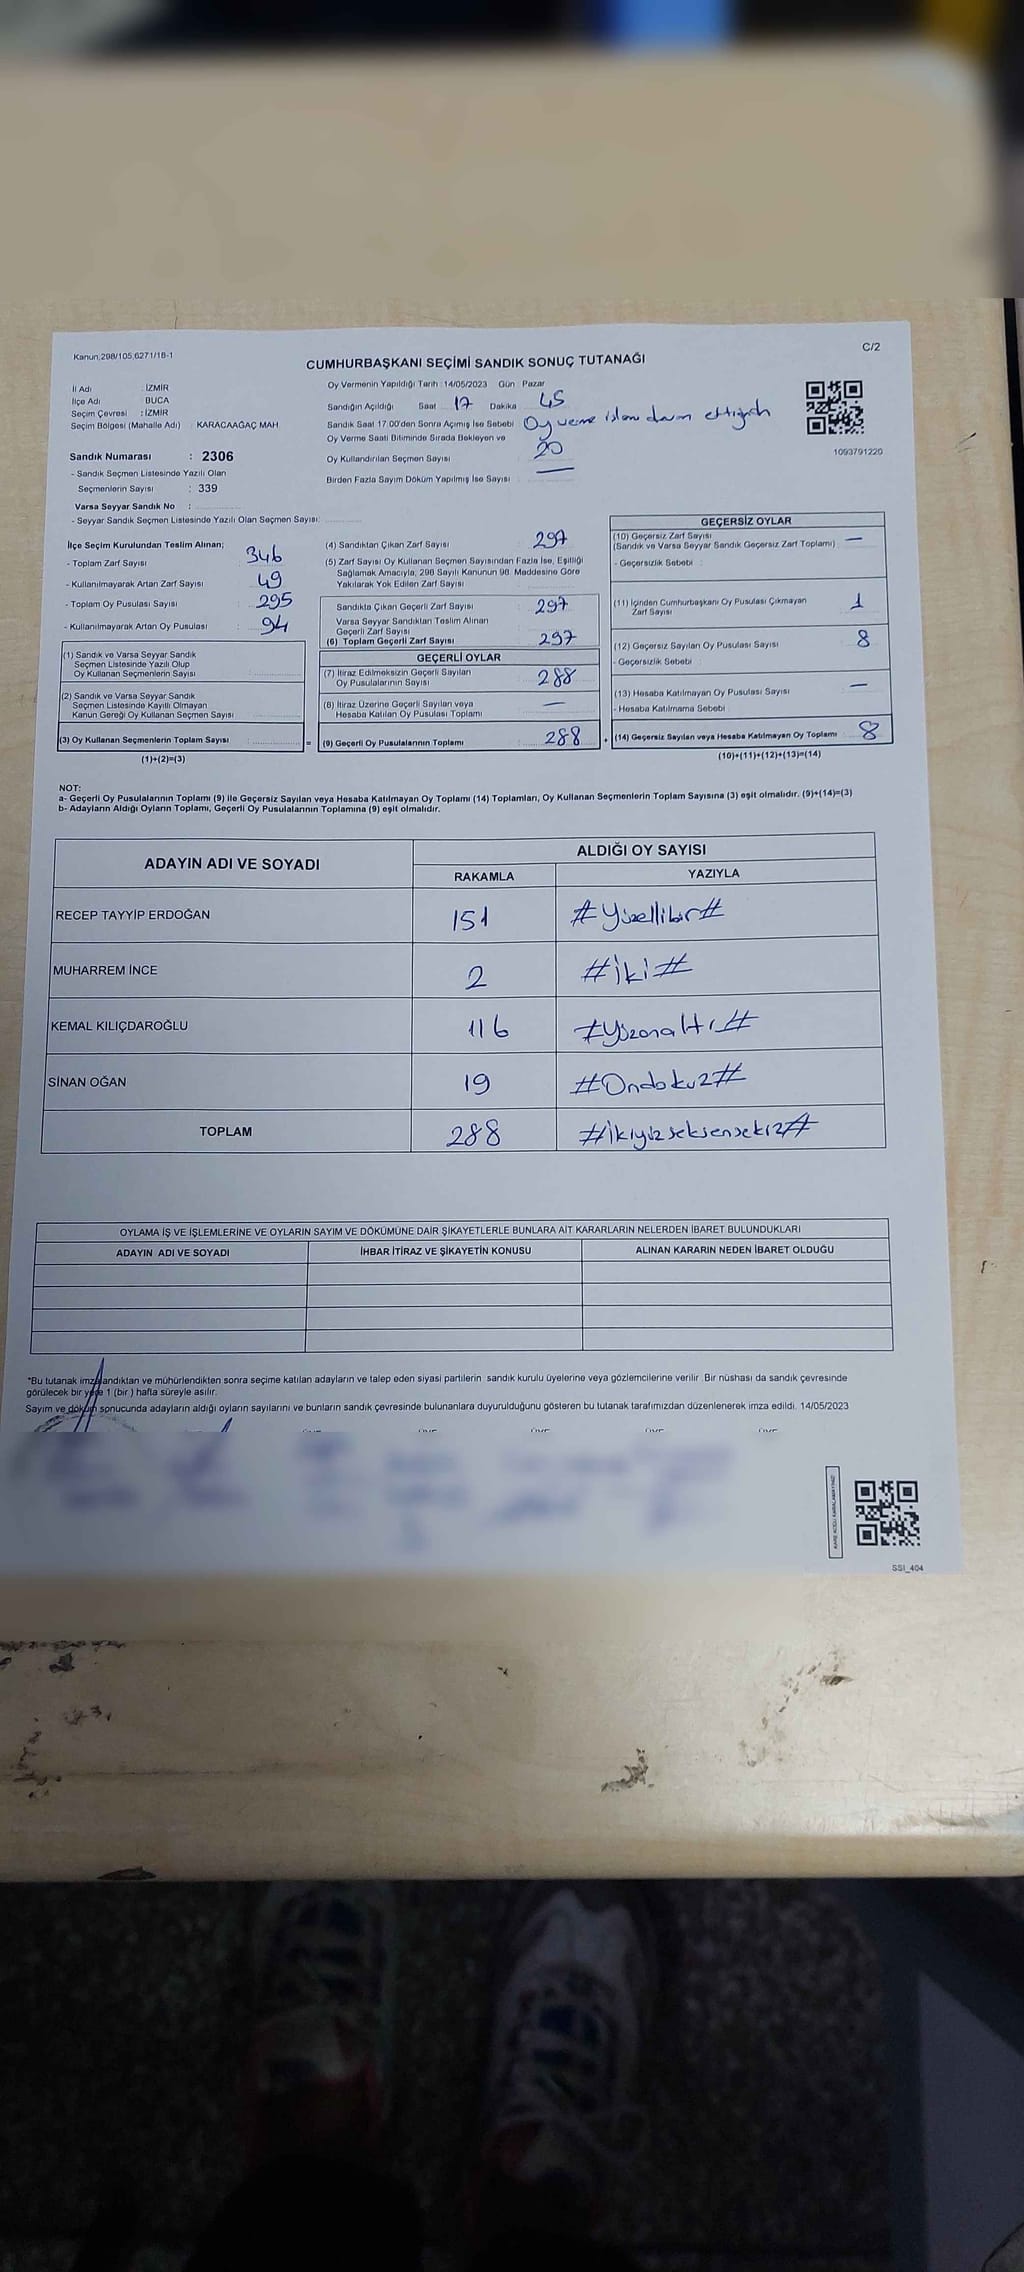 Kanun;298/105,6271/18-1
C/2
CUMHURBAŞKANI SEÇİMİ SANDIK SONUÇ TUTANAĞI
İl Adı : İZMİR
İlçe Adı : BUCA
Seçim Çevresi : İZMİR
Seçim Bölgesi (Mahalle Adı) : KARACAAĞAÇ MAH
Sandık Numarası : 2306
- Sandık Seçmen Listesinde Yazılı Olan
Seçmenlerin Sayısı : 339
Varsa Seyyar Sandık No :
- Seyyar Sandık Seçmen Listesinde Yazılı Olan Seçmen Sayısı:
Oy Vermenin Yapıldığı Tarih : 14/05/2023 Gün : Pazar
Sandığın Açıldığı Saat 17 Dakika 45
Sandık Saat 17:00'den Sonra Açımış İse Sebebi Oy verme işlemi devam ettiğinden
Oy Verme Saati Bitiminde Sırada Bekleyen ve
Oy Kullandırılan Seçmen Sayısı 20
Birden Fazla Sayım Döküm Yapılmış İse Sayısı —
1093791220
İlçe Seçim Kurulundan Teslim Alınan;
- Toplam Zarf Sayısı : 346
- Kullanılmayarak Artan Zarf Sayısı : 49
- Toplam Oy Pusulası Sayısı : 295
- Kullanılmayarak Artan Oy Pusulası : 94
(1) Sandık ve Varsa Seyyar Sandık
Seçmen Listesinde Yazılı Olup
Oy Kullanan Seçmenlerin Sayısı :
(2) Sandık ve Varsa Seyyar Sandık
Seçmen Listesinde Kayıtlı Olmayan
Kanun Gereği Oy Kullanan Seçmen Sayısı :
(3) Oy Kullanan Seçmenlerin Toplam Sayısı :
(1)+(2)=(3)
(4) Sandıktan Çıkan Zarf Sayısı : 297
(5) Zarf Sayısı Oy Kullanan Seçmen Sayısından Fazla İse, Eşitliği
Sağlamak Amacıyla, 298 Sayılı Kanunun 98. Maddesine Göre
Yakılarak Yok Edilen Zarf Sayısı :
Sandıkta Çıkan Geçerli Zarf Sayısı : 297
Varsa Seyyar Sandıktan Teslim Alınan
Geçerli Zarf Sayısı
(6) Toplam Geçerli Zarf Sayısı : 297
GEÇERLİ OYLAR
(7) İtiraz Edilmeksizin Geçerli Sayılan
Oy Pusulalarının Sayısı : 288
(8) İtiraz Üzerine Geçerli Sayılan veya
Hesaba Katılan Oy Pusulası Toplamı : —
= (9) Geçerli Oy Pusulalarının Toplamı : 288
GEÇERSİZ OYLAR
(10) Geçersiz Zarf Sayısı
(Sandık ve Varsa Seyyar Sandık Geçersiz Zarf Toplamı) : —
- Geçersizlik Sebebi :
(11) İçinden Cumhurbaşkanı Oy Pusulası Çıkmayan
Zarf Sayısı : 1
(12) Geçersiz Sayılan Oy Pusulası Sayısı : 8
- Geçersizlik Sebebi :
(13) Hesaba Katılmayan Oy Pusulası Sayısı : —
- Hesaba Katılmama Sebebi :
+ (14) Geçersiz Sayılan veya Hesaba Katılmayan Oy Toplamı : 8
(10)+(11)+(12)+(13)=(14)
NOT:
a- Geçerli Oy Pusulalarının Toplamı (9) ile Geçersiz Sayılan veya Hesaba Katılmayan Oy Toplamı (14) Toplamları, Oy Kullanan Seçmenlerin Toplam Sayısına (3) eşit olmalıdır. (9)+(14)=(3)
b- Adayların Aldığı Oyların Toplamı, Geçerli Oy Pusulalarının Toplamına (9) eşit olmalıdır.
ADAYIN ADI VE SOYADI
ALDIĞI OY SAYISI
RAKAMLA YAZIYLA
RECEP TAYYİP ERDOĞAN 151 #Yüzellibir#
MUHARREM İNCE 2 #iki#
KEMAL KILIÇDAROĞLU 116 #Yüzonaltı#
SİNAN OĞAN 19 #Ondokuz#
TOPLAM 288 #ikiyüzseksensekiz#
OYLAMA İŞ VE İŞLEMLERİNE VE OYLARIN SAYIM VE DÖKÜMÜNE DAİR ŞİKAYETLERLE BUNLARA AİT KARARLARIN NELERDEN İBARET BULUNDUKLARI
ADAYIN ADI VE SOYADI İHBAR İTİRAZ VE ŞİKAYETİN KONUSU ALINAN KARARIN NEDEN İBARET OLDUĞU
*Bu tutanak imzalandıktan ve mühürlendikten sonra seçime katılan adayların ve talep eden siyasi partilerin sandık kurulu üyelerine veya gözlemcilerine verilir. Bir nüshası da sandık çevresinde
görülecek bir yere 1 (bir ) hafta süreyle asılır.
Sayım ve döküm sonucunda adayların aldığı oyların sayılarını ve bunların sandık çevresinde bulunanlara duyurulduğunu gösteren bu tutanak tarafımızdan düzenlenerek imza edildi. 14/05/2023
SSI_404